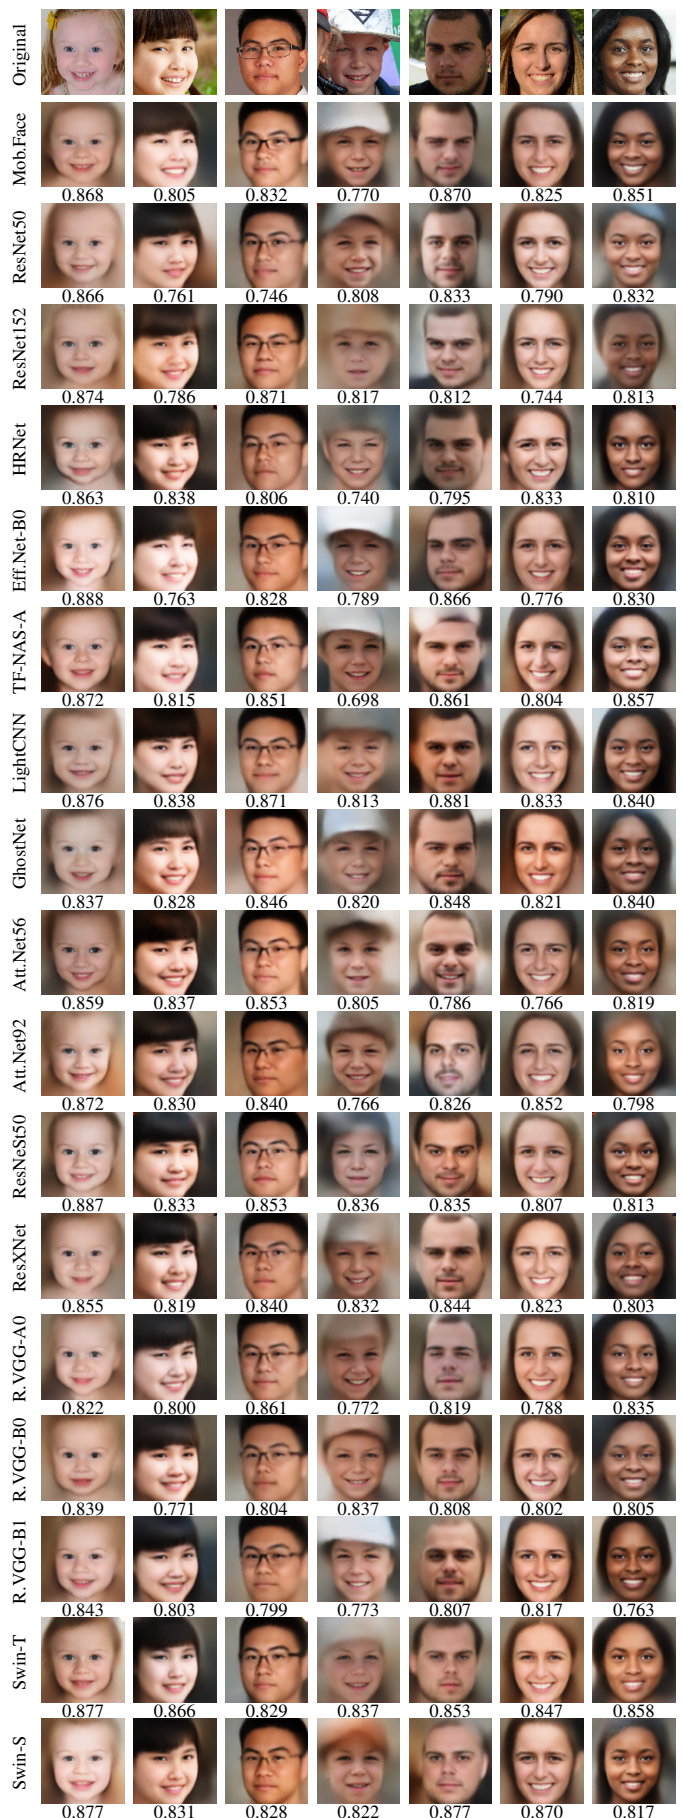 Original
Mob.Face
0.868 0.805 0.832 0.770 0.870 0.825 0.851
ResNet50
0.866 0.761 0.746 0.808 0.833 0.790 0.832
ResNet152
0.874 0.786 0.871 0.817 0.812 0.744 0.813
HRNet
0.863 0.838 0.806 0.740 0.795 0.833 0.810
Eff.Net-B0
0.888 0.763 0.828 0.789 0.866 0.776 0.830
TF-NAS-A
0.872 0.815 0.851 0.698 0.861 0.804 0.857
LightCNN
0.876 0.838 0.871 0.813 0.881 0.833 0.840
GhostNet
0.837 0.828 0.846 0.820 0.848 0.821 0.840
Att.Net56
0.859 0.837 0.853 0.805 0.786 0.766 0.819
Att.Net92
0.872 0.830 0.840 0.766 0.826 0.852 0.798
ResNeSt50
0.887 0.833 0.853 0.836 0.835 0.807 0.813
ResXNet
0.855 0.819 0.840 0.832 0.844 0.823 0.803
R.VGG-A0
0.822 0.800 0.861 0.772 0.819 0.788 0.835
R.VGG-B0
0.839 0.771 0.804 0.837 0.808 0.802 0.805
R.VGG-B1
0.843 0.803 0.799 0.773 0.807 0.817 0.763
Swin-T
0.877 0.866 0.829 0.837 0.853 0.847 0.858
Swin-S
0.877 0.831 0.828 0.822 0.877 0.870 0.817